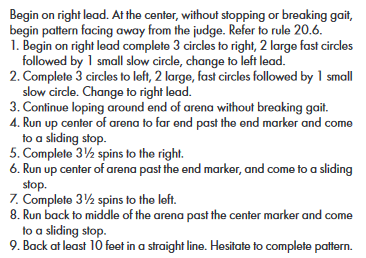 Begin on right lead. At the center, without stopping or breaking gait,
begin pattern facing away from the judge. Refer to rule 20.6.
1. Begin on right lead complete 3 circles to right, 2 large fast circles
followed by 1 small slow circle, change to left lead.
2. Complete 3 circles to left, 2 large, fast circles followed by 1 small
slow circle. Change to right lead.
3. Continue loping around end of arena without breaking gait.
4. Run up center of arena to far end past the end marker and come
to a sliding stop.
5. Complete 3½ spins to the right.
6. Run up center of arena past the end marker, and come to a sliding
stop.
7. Complete 3½ spins to the left.
8. Run back to middle of the arena past the center marker and come
to a sliding stop.
9. Back at least 10 feet in a straight line. Hesitate to complete pattern.